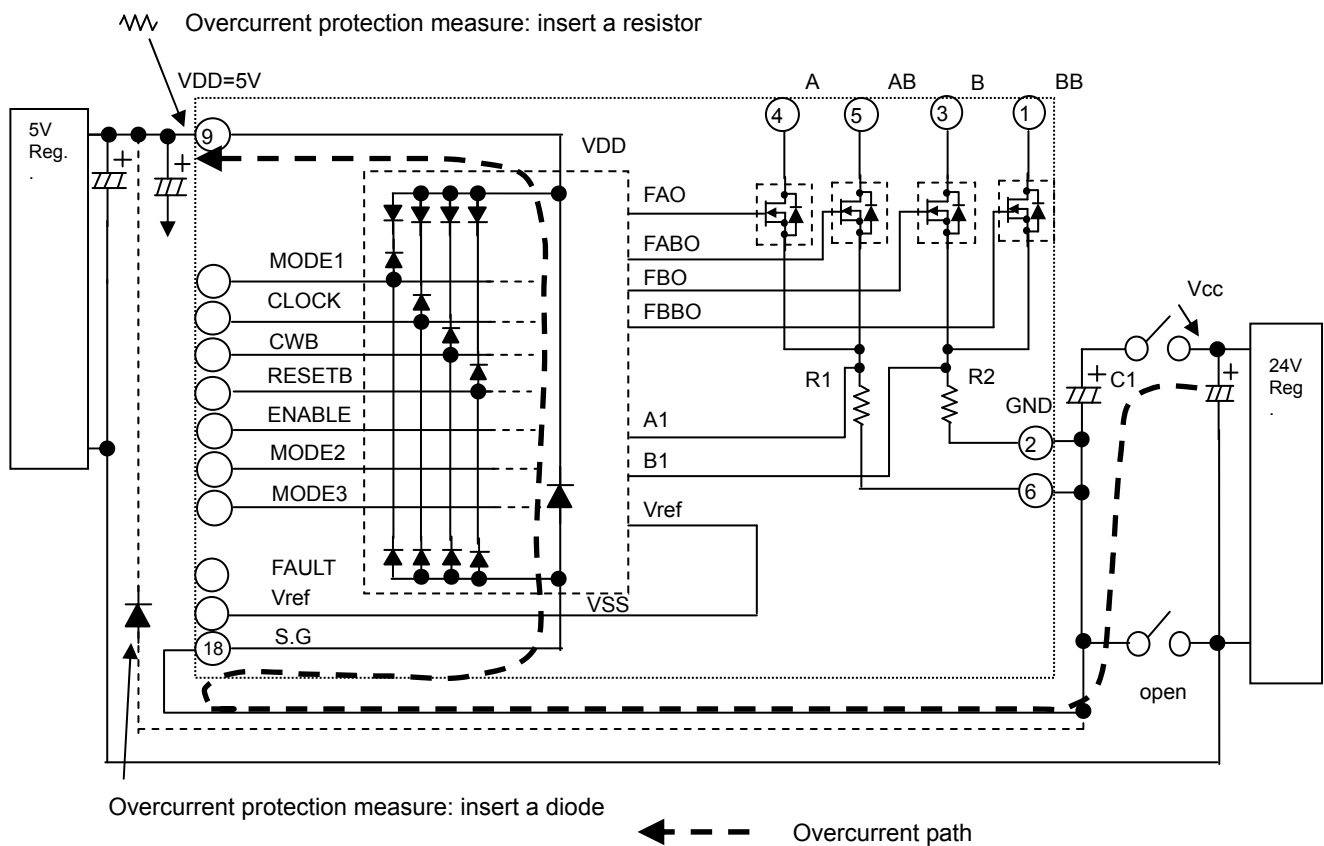 Overcurrent protection measure: insert a resistor
VDD=5V
A
AB
B
BB
5V
Reg.
.
9
4
5
3
1
+
+
VDD
FAO
FABO
FBO
FBBO
MODE1
CLOCK
CWB
RESETB
ENABLE
MODE2
MODE3
FAULT
Vref
S.G
18
VSS
A1
B1
Vref
R1
R2
GND
2
6
+
C1
Vcc
+
24V
Reg
.
open
Overcurrent protection measure: insert a diode
Overcurrent path